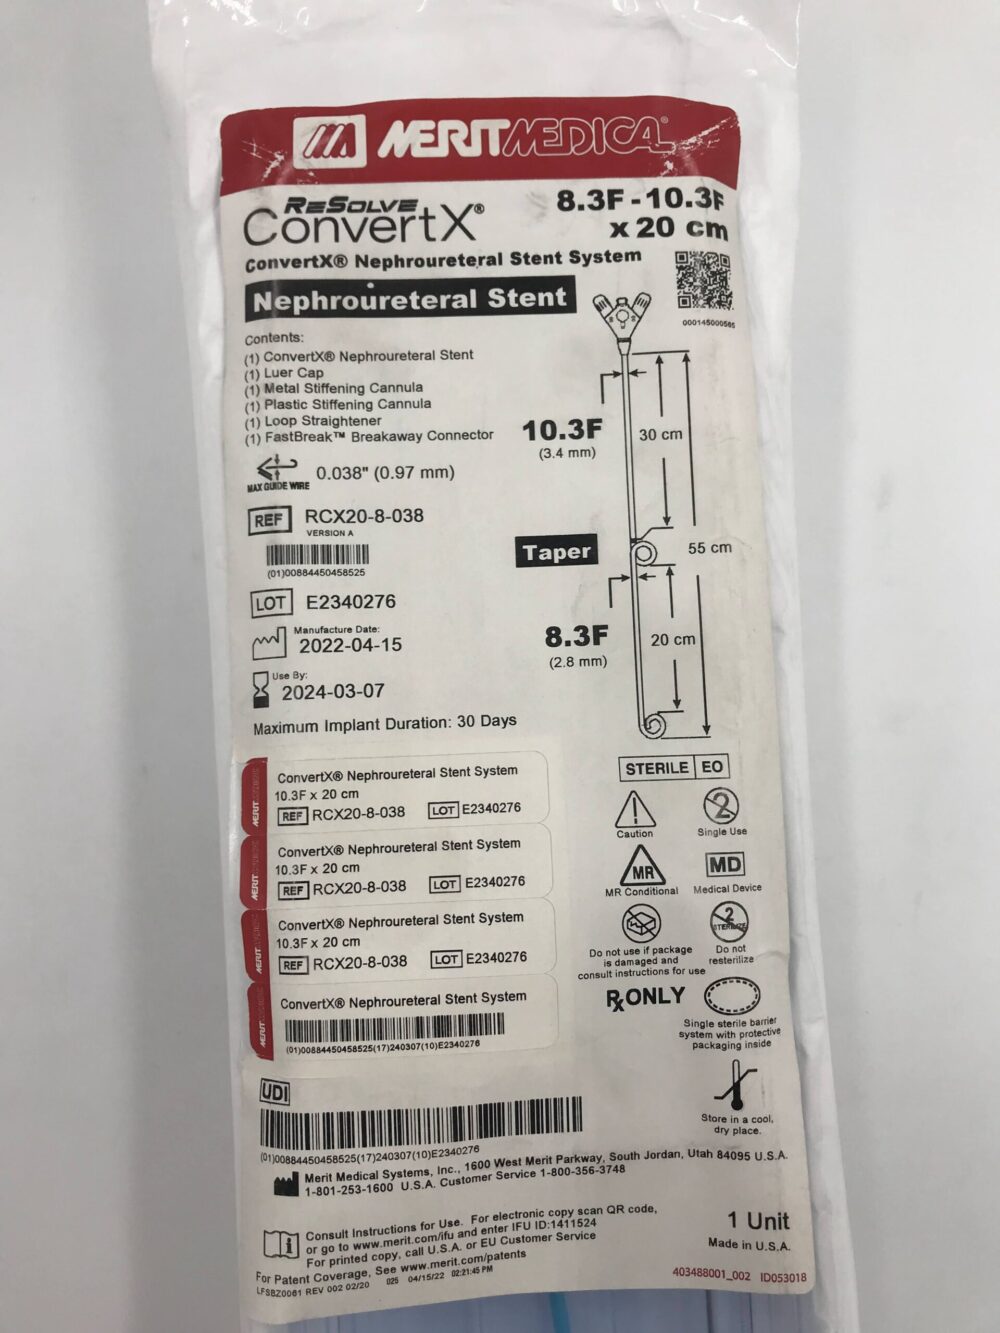 MERITMEDICAL®
ReSolve
ConvertX®
8.3F - 10.3F
x 20 cm
ConvertX® Nephroureteral Stent System
Nephroureteral Stent
000145000565
Contents:
(1) ConvertX® Nephroureteral Stent
(1) Luer Cap
(1) Metal Stiffening Cannula
(1) Plastic Stiffening Cannula
(1) Loop Straightener
(1) FastBreak™ Breakaway Connector
MAX GUIDE WIRE
0.038" (0.97 mm)
REF RCX20-8-038
VERSION A
(01)00884450458525
LOT E2340276
Manufacture Date:
2022-04-15
Use By:
2024-03-07
Maximum Implant Duration: 30 Days
10.3F
(3.4 mm)
30 cm
Taper
55 cm
8.3F
(2.8 mm)
20 cm
MERITMEDICAL
ConvertX® Nephroureteral Stent System
10.3F x 20 cm
REF RCX20-8-038 LOT E2340276
MERITMEDICAL
ConvertX® Nephroureteral Stent System
10.3F x 20 cm
REF RCX20-8-038 LOT E2340276
MERITMEDICAL
ConvertX® Nephroureteral Stent System
10.3F x 20 cm
REF RCX20-8-038 LOT E2340276
MERITMEDICAL
ConvertX® Nephroureteral Stent System
(01)00884450458525(17)240307(10)E2340276
STERILE EO
Caution
2
Single Use
MR
MR Conditional
MD
Medical Device
Do not use if package
is damaged and
consult instructions for use
2
STERILIZE
Do not
resterilize
Rx ONLY
Single sterile barrier
system with protective
packaging inside
Store in a cool,
dry place.
UDI
(01)00884450458525(17)240307(10)E2340276
Merit Medical Systems, Inc., 1600 West Merit Parkway, South Jordan, Utah 84095 U.S.A.
1-801-253-1600 U.S.A. Customer Service 1-800-356-3748
Consult Instructions for Use. For electronic copy scan QR code,
or go to www.merit.com/ifu and enter IFU ID:1411524
For printed copy, call U.S.A. or EU Customer Service
For Patent Coverage, See www.merit.com/patents
LFSBZ0061 REV 002 02/20 025 04/15/22 02:21:45 PM
1 Unit
Made in U.S.A.
403488001_002 ID053018